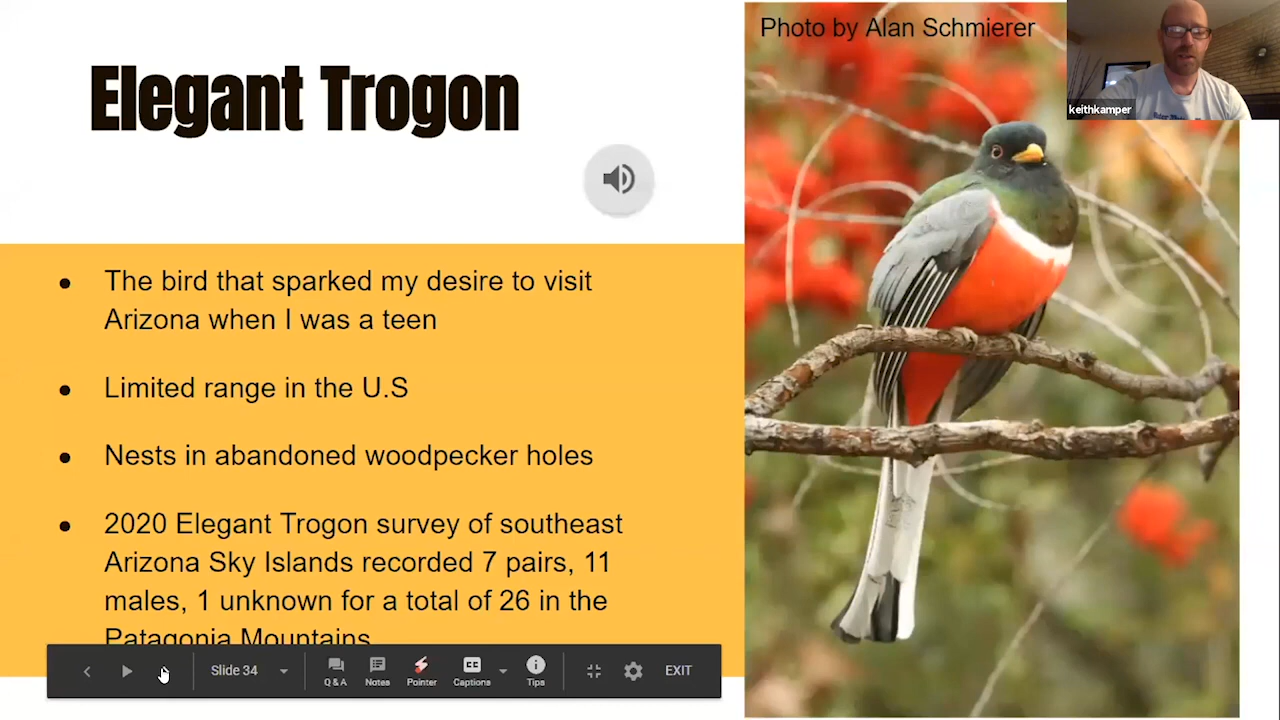 Photo by Alan Schmierer
keithkamper
Elegant Trogon
● The bird that sparked my desire to visit
Arizona when I was a teen
● Limited range in the U.S
● Nests in abandoned woodpecker holes
● 2020 Elegant Trogon survey of southeast
Arizona Sky Islands recorded 7 pairs, 11
males, 1 unknown for a total of 26 in the
Patagonia Mountains
Slide 34
Q & A
Notes
Pointer
CC
Captions
Tips
EXIT